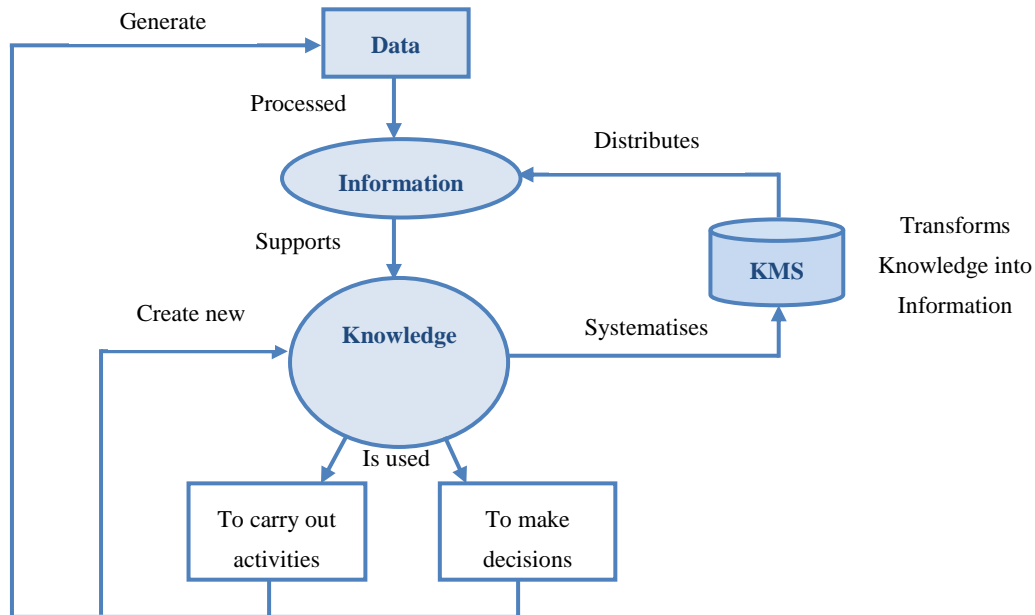 Generate
Data
Processed
Distributes
Information
Supports
Transforms
Knowledge into
Information
KMS
Create new
Knowledge
Systematises
Is used
To carry out
activities
To make
decisions